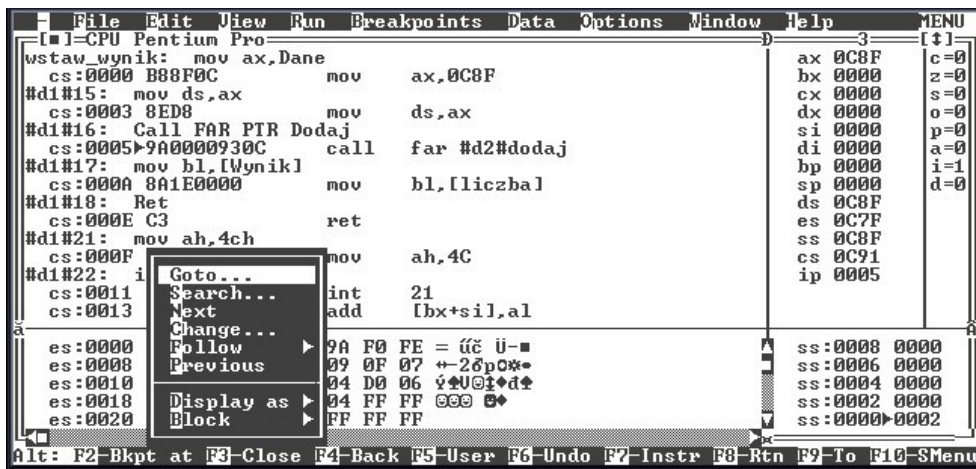 - File Edit View Run Breakpoints Data Options Window Help MENU
[■]=CPU Pentium Pro 3 [↕]
wstaw_wynik: mov ax,Dane ax 0C8F c=0
cs:0000 B88F0C mov ax,0C8F bx 0000 z=0
#d1#15: mov ds,ax cx 0000 s=0
cs:0003 8ED8 mov ds,ax dx 0000 o=0
#d1#16: Call FAR PTR Dodaj si 0000 p=0
cs:0005►9A0000930C call far #d2#dodaj di 0000 a=0
#d1#17: mov bl,[Wynik] bp 0000 i=1
cs:000A 8A1E0000 mov bl,[liczba] sp 0000 d=0
#d1#18: Ret ds 0C8F
cs:000E C3 ret es 0C7F
#d1#21: mov ah,4ch ss 0C8F
cs:000F mov ah,4C cs 0C91
#d1#22: i Goto... ip 0005
cs:0011 Search... int 21
cs:0013 Next add [bx+si],al
Change...
es:0000 Follow ► 9A F0 FE = űíč Ü-■ ss:0008 0000
es:0008 Previous 09 0F 07 ↔-2♂p☼• ss:0006 0000
es:0010 04 D0 06 ý♠U☺↨♦đ♠ ss:0004 0000
es:0018 Display as ► 04 FF FF ☺☺☺ ☻♦ ss:0002 0000
es:0020 Block ► FF FF FF ss:0000►0002
Alt: F2-Bkpt at F3-Close F4-Back F5-User F6-Undo F7-Instr F8-Rtn F9-To F10-SMenu